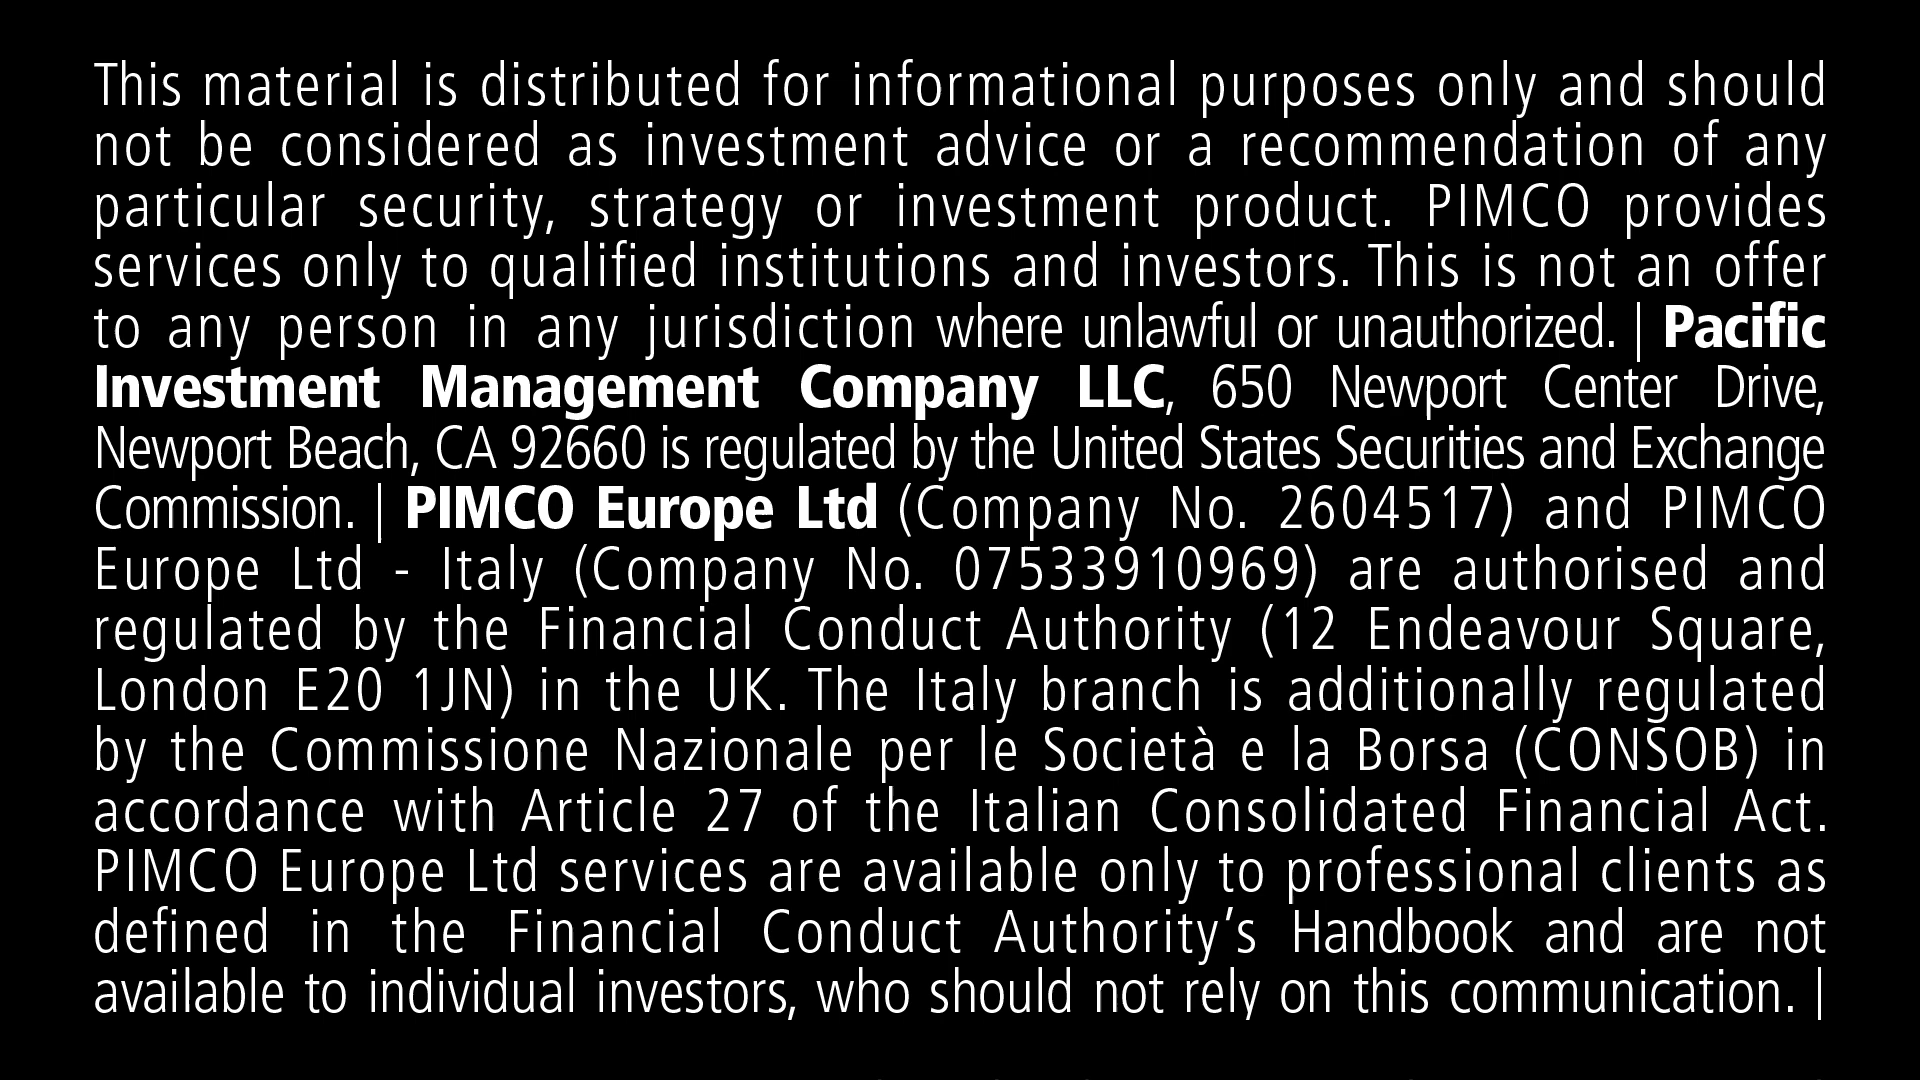 This material is distributed for informational purposes only and should
not be considered as investment advice or a recommendation of any
particular security, strategy or investment product. PIMCO provides
services only to qualified institutions and investors. This is not an offer
to any person in any jurisdiction where unlawful or unauthorized. | Pacific
Investment Management Company LLC, 650 Newport Center Drive,
Newport Beach, CA 92660 is regulated by the United States Securities and Exchange
Commission. | PIMCO Europe Ltd (Company No. 2604517) and PIMCO
Europe Ltd - Italy (Company No. 07533910969) are authorised and
regulated by the Financial Conduct Authority (12 Endeavour Square,
London E20 1JN) in the UK. The Italy branch is additionally regulated
by the Commissione Nazionale per le Società e la Borsa (CONSOB) in
accordance with Article 27 of the Italian Consolidated Financial Act.
PIMCO Europe Ltd services are available only to professional clients as
defined in the Financial Conduct Authority’s Handbook and are not
available to individual investors, who should not rely on this communication. |